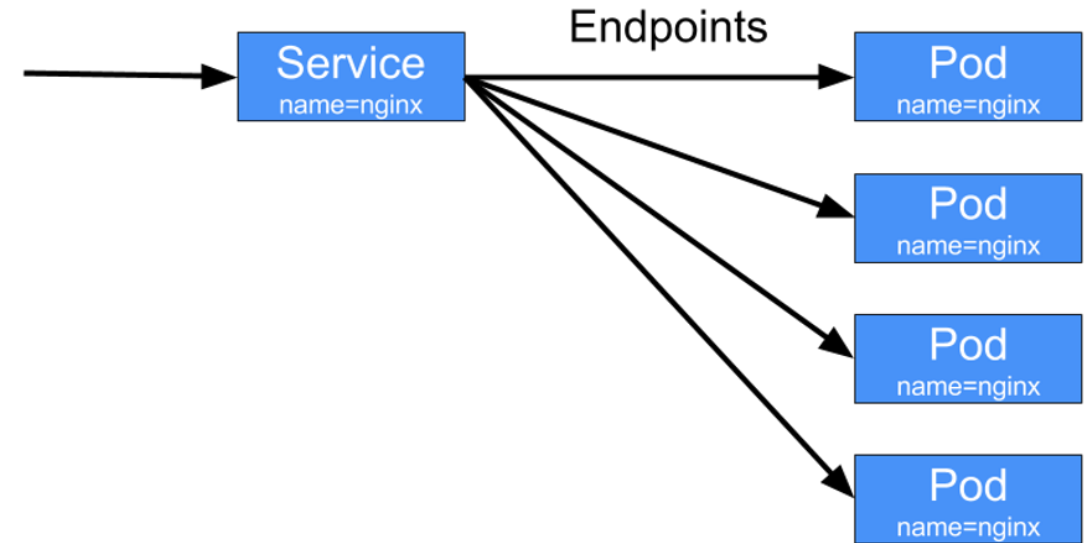 Endpoints
Service
name=nginx
Pod
name=nginx
Pod
name=nginx
Pod
name=nginx
Pod
name=nginx